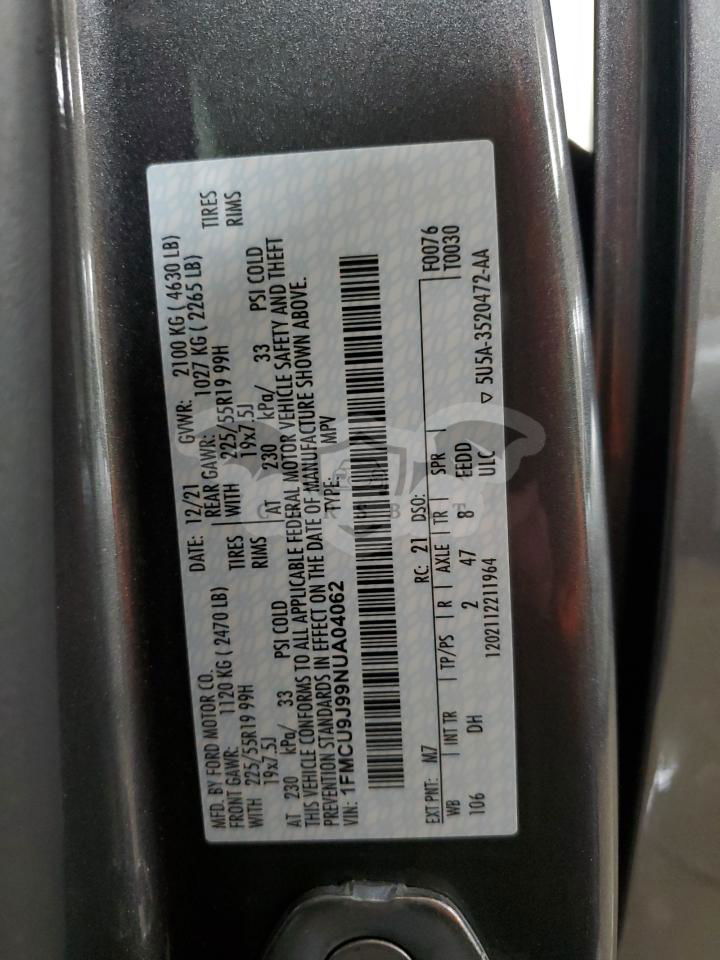 MFD. BY FORD MOTOR CO. DATE: 12/21 GVWR: 2100 KG ( 4630 LB)
FRONT GAWR: 1120 KG ( 2470 LB) REAR GAWR: 1027 KG ( 2265 LB)
WITH 225/55R19 99H TIRES WITH 225/55R19 99H TIRES
19x7.5J RIMS 19x7.5J RIMS
AT 230 kPa/ 33 PSI COLD AT 230 kPa/ 33 PSI COLD
THIS VEHICLE CONFORMS TO ALL APPLICABLE FEDERAL MOTOR VEHICLE SAFETY AND THEFT
PREVENTION STANDARDS IN EFFECT ON THE DATE OF MANUFACTURE SHOWN ABOVE.
VIN: 1FMCU9J99NUA04062 TYPE: MPV
F0076
T0030
EXT PNT: M7 RC: 21 DSO:
WB INT TR TP/PS R AXLE TR SPR
106 DH 2 47 8 EEDD
ULC
1202112211964 ▽ 5U5A-3520472-AA